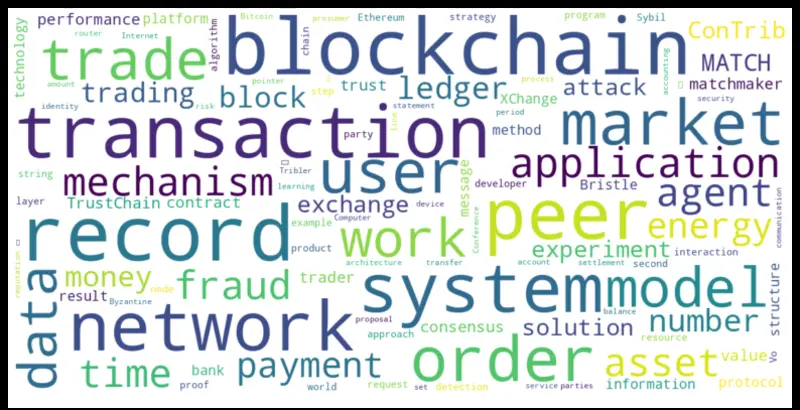 performance
platform
Bitcoin
prosumer
Ethereum
strategy
program
Sybil
technology
router
Internet
algorithm
chain
blockchain
ConTrib
trade
accounting
MATCH
amount
pointer
a
step
trust
ledger
process
attack
matchmaker
trading
block
XChange
identity
risk
statement
period
security
transaction
party
line
method
market
string
mechanism
Tribler
user
learning
message
developer
application
Bristle
agent
layer
TrustChain
contract
exchange
Computer
device
Conference
peer
communication
record
example
product
work
energy
experiment
interaction
architecture
transfer
account
settlement
second
reputation
data
money
result
Byzantine
node
fraud
trader
system
model
balance
structure
network
proposal
approach
consensus
solution
number
resource
time
bank
proof
payment
world
request
order
set
detection
service
parties
asset
information
value
Vo
protocol